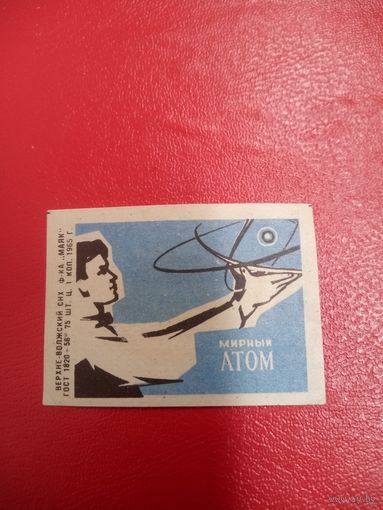 ВЕРХНЕ-ВОЛЖСКИЙ СНХ Ф-КА „МАЯК"
ГОСТ 1820-56 75 ШТ. Ц. 1 КОП. 1965 Г.
МИРНЫЙ
АТОМ